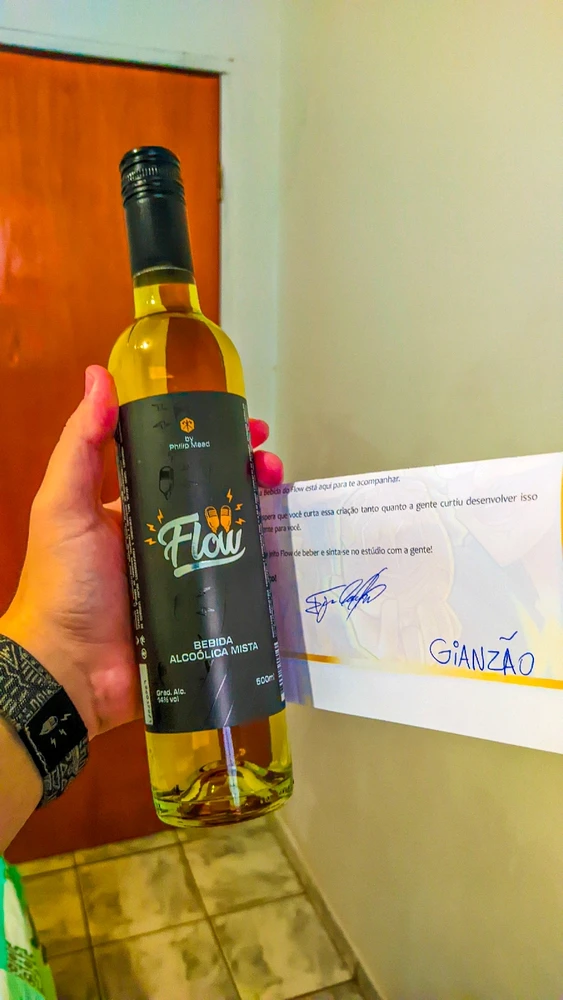 by
Philip Mead
Flow
BEBIDA
ALCOÓLICA MISTA
Grad. Alc.
14% vol
500ml
Bebida do Flow está aqui para te acompanhar.
que você curta essa criação tanto quanto a gente curtiu desenvolver isso
para você.
Flow de beber e sinta-se no estúdio com a gente!
GiANZÃO